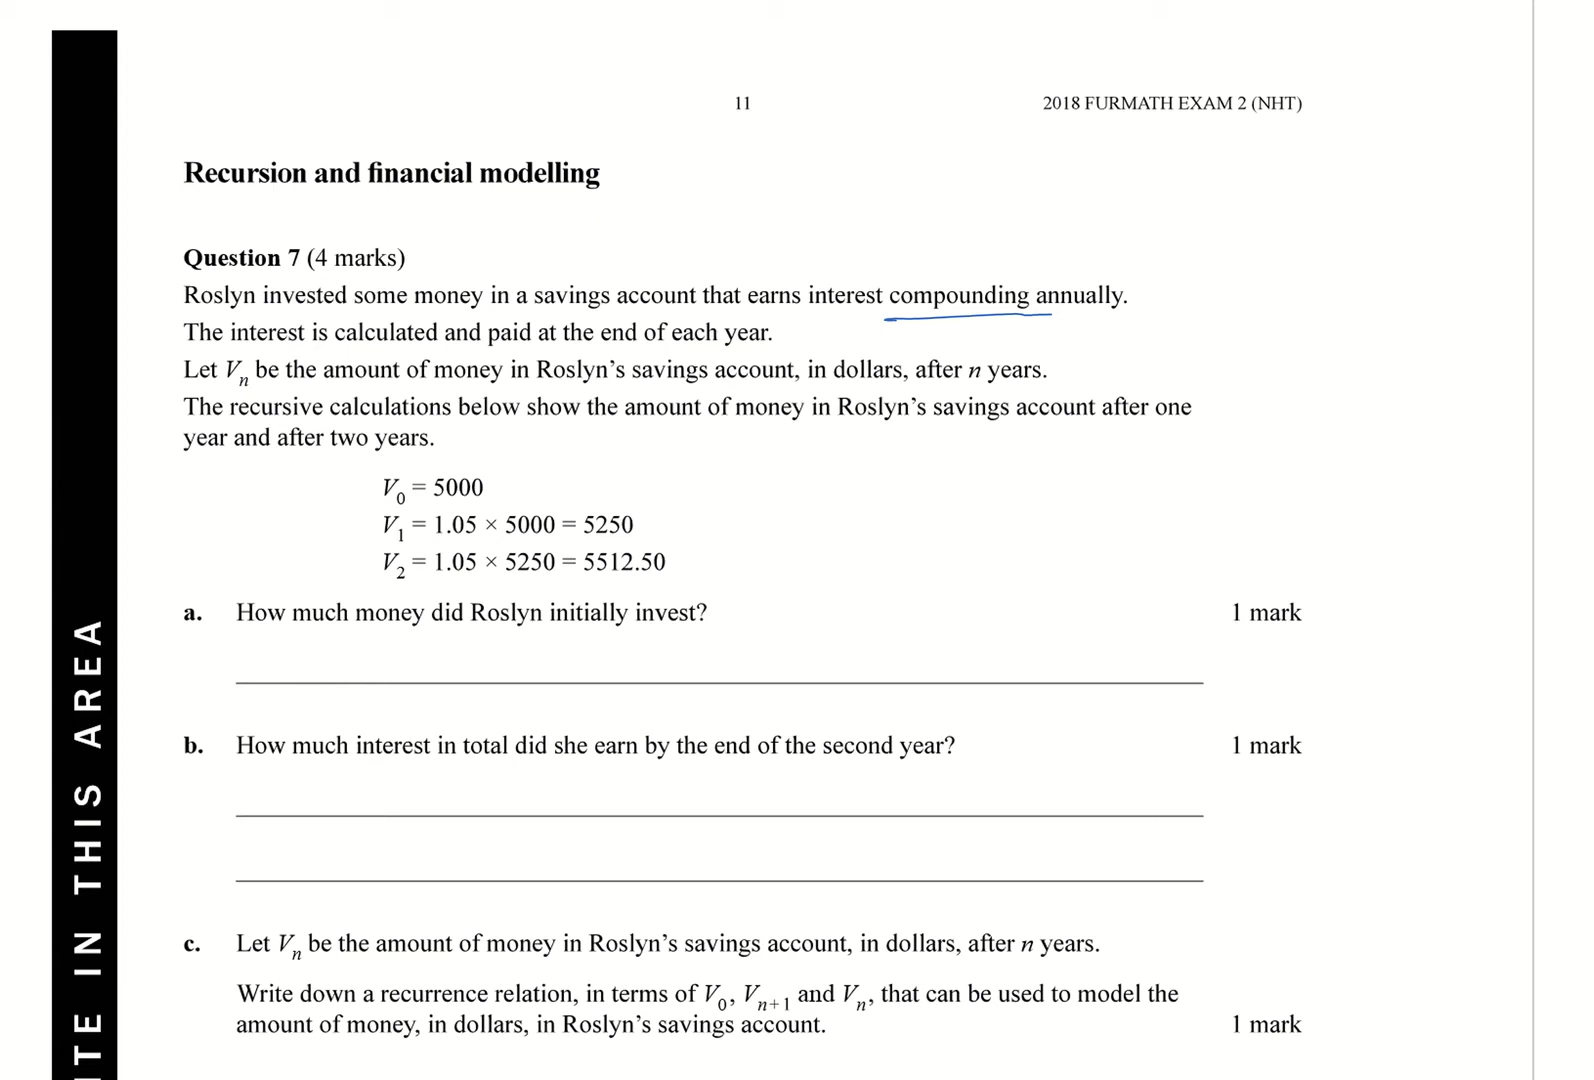 11
2018 FURMATH EXAM 2 (NHT)
Recursion and financial modelling
Question 7 (4 marks)
Roslyn invested some money in a savings account that earns interest compounding annually.
The interest is calculated and paid at the end of each year.
Let Vn be the amount of money in Roslyn’s savings account, in dollars, after n years.
The recursive calculations below show the amount of money in Roslyn’s savings account after one
year and after two years.
V0 = 5000
V1 = 1.05 × 5000 = 5250
V2 = 1.05 × 5250 = 5512.50
a. How much money did Roslyn initially invest? 1 mark
b. How much interest in total did she earn by the end of the second year? 1 mark
c. Let Vn be the amount of money in Roslyn’s savings account, in dollars, after n years.
Write down a recurrence relation, in terms of V0, Vn+1 and Vn, that can be used to model the
amount of money, in dollars, in Roslyn’s savings account. 1 mark
ITE IN THIS AREA